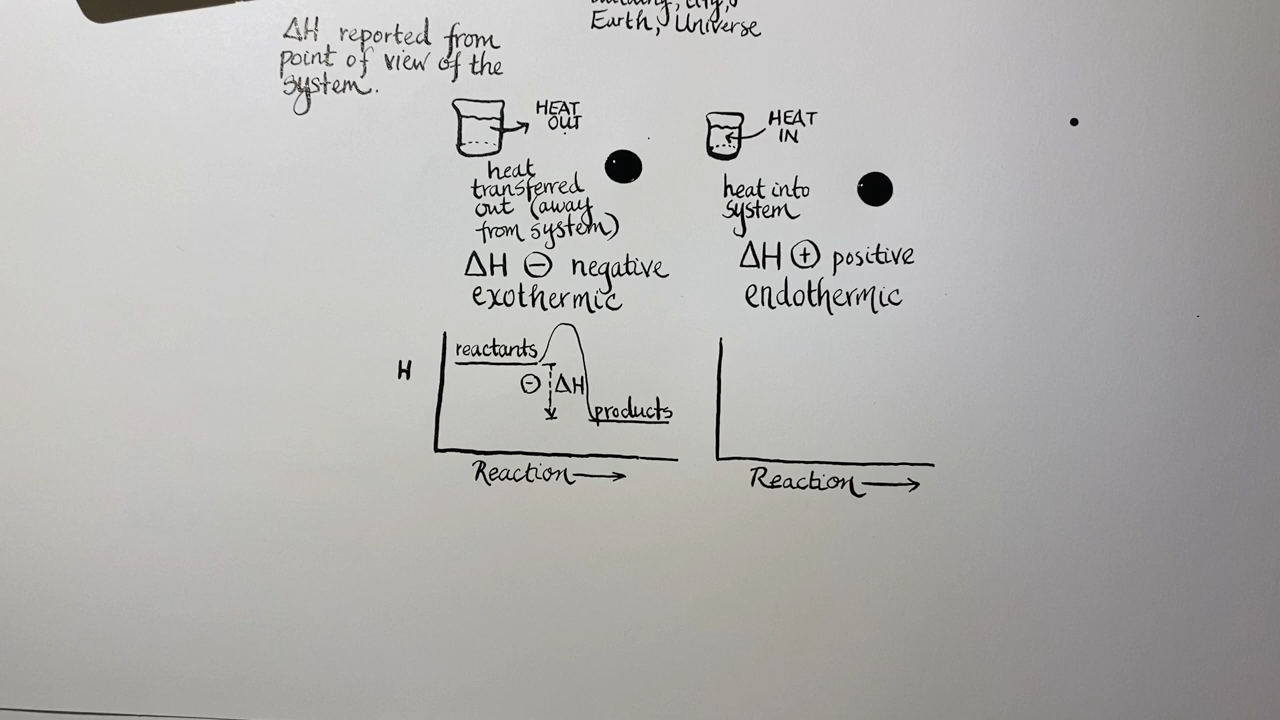 Earth, Universe
ΔH reported from
point of view of the
system.
HEAT
OUT
heat
transferred
out (away
from system)
ΔH ⊖ negative
exothermic
HEAT
IN
heat into
system
ΔH ⊕ positive
endothermic
H
reactants
⊖ ΔH
products
Reaction →
Reaction →